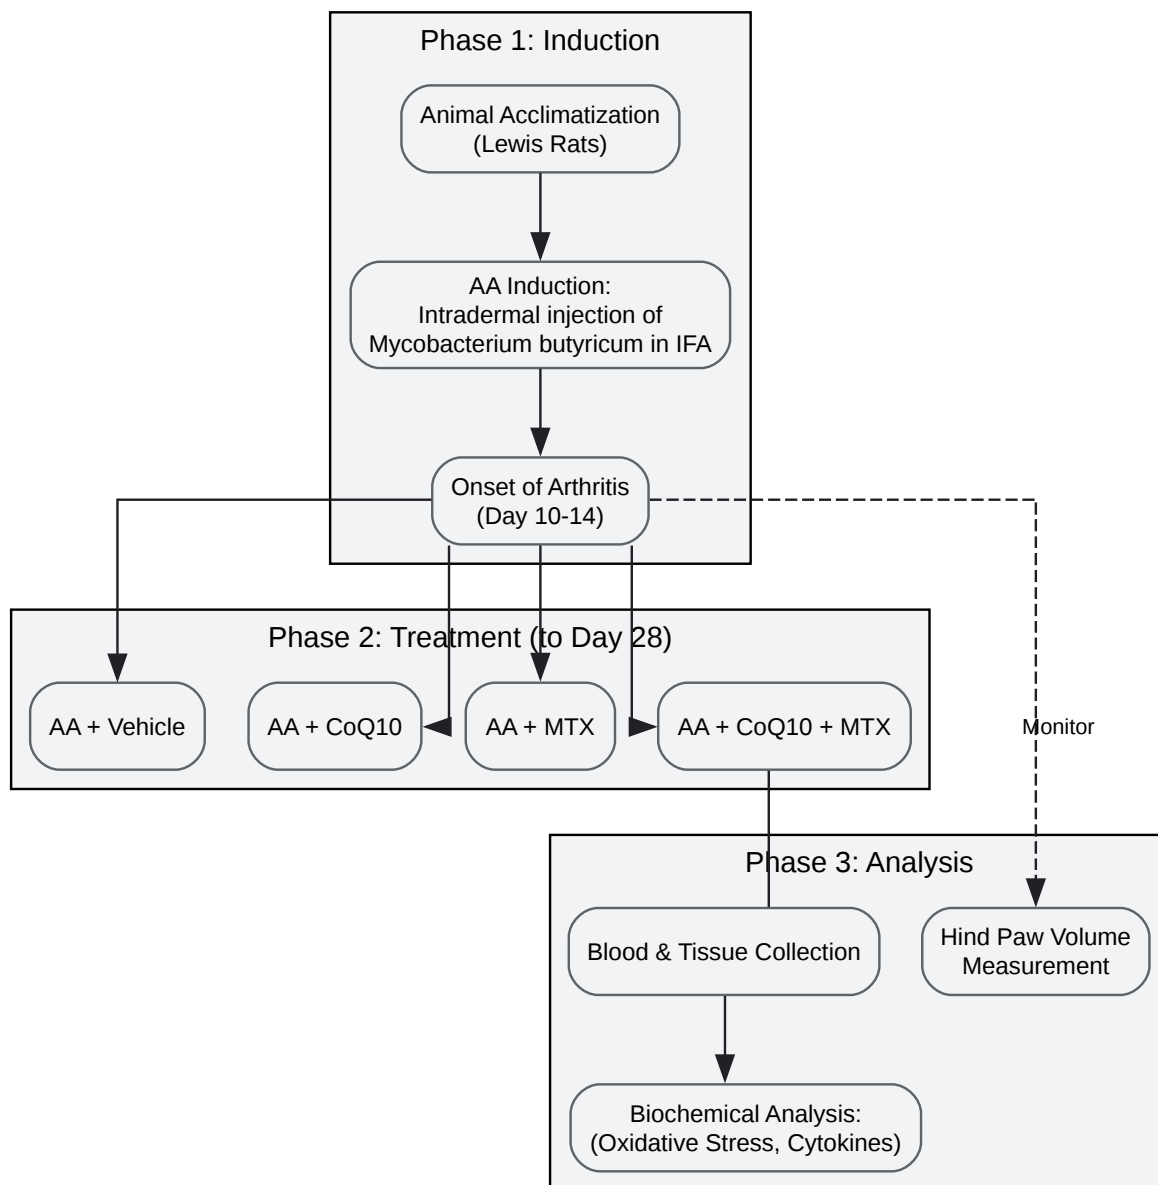 Phase 1: Induction
Animal Acclimatization
(Lewis Rats)
AA Induction:
Intradermal injection of
Mycobacterium butyricum in IFA
Onset of Arthritis
(Day 10-14)
Phase 2: Treatment (to Day 28)
AA + Vehicle
AA + CoQ10
AA + MTX
AA + CoQ10 + MTX
Monitor
Phase 3: Analysis
Blood & Tissue Collection
Hind Paw Volume
Measurement
Biochemical Analysis:
(Oxidative Stress, Cytokines)